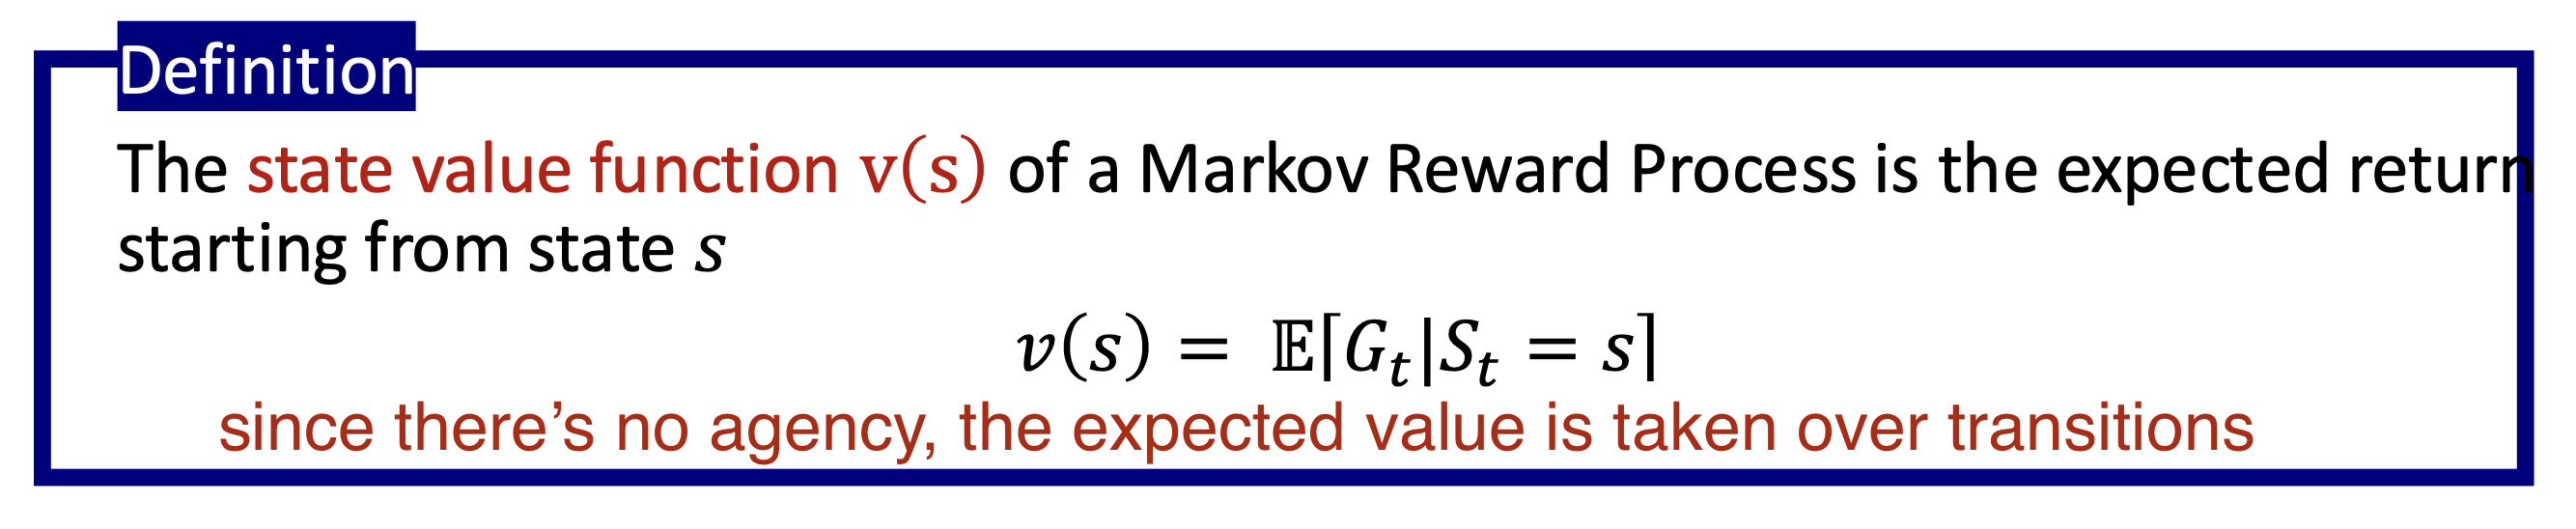 Definition
The state value function v(s) of a Markov Reward Process is the expected return
starting from state s
v(s) = 𝔼⌈G_t|S_t = s⌉
since there’s no agency, the expected value is taken over transitions